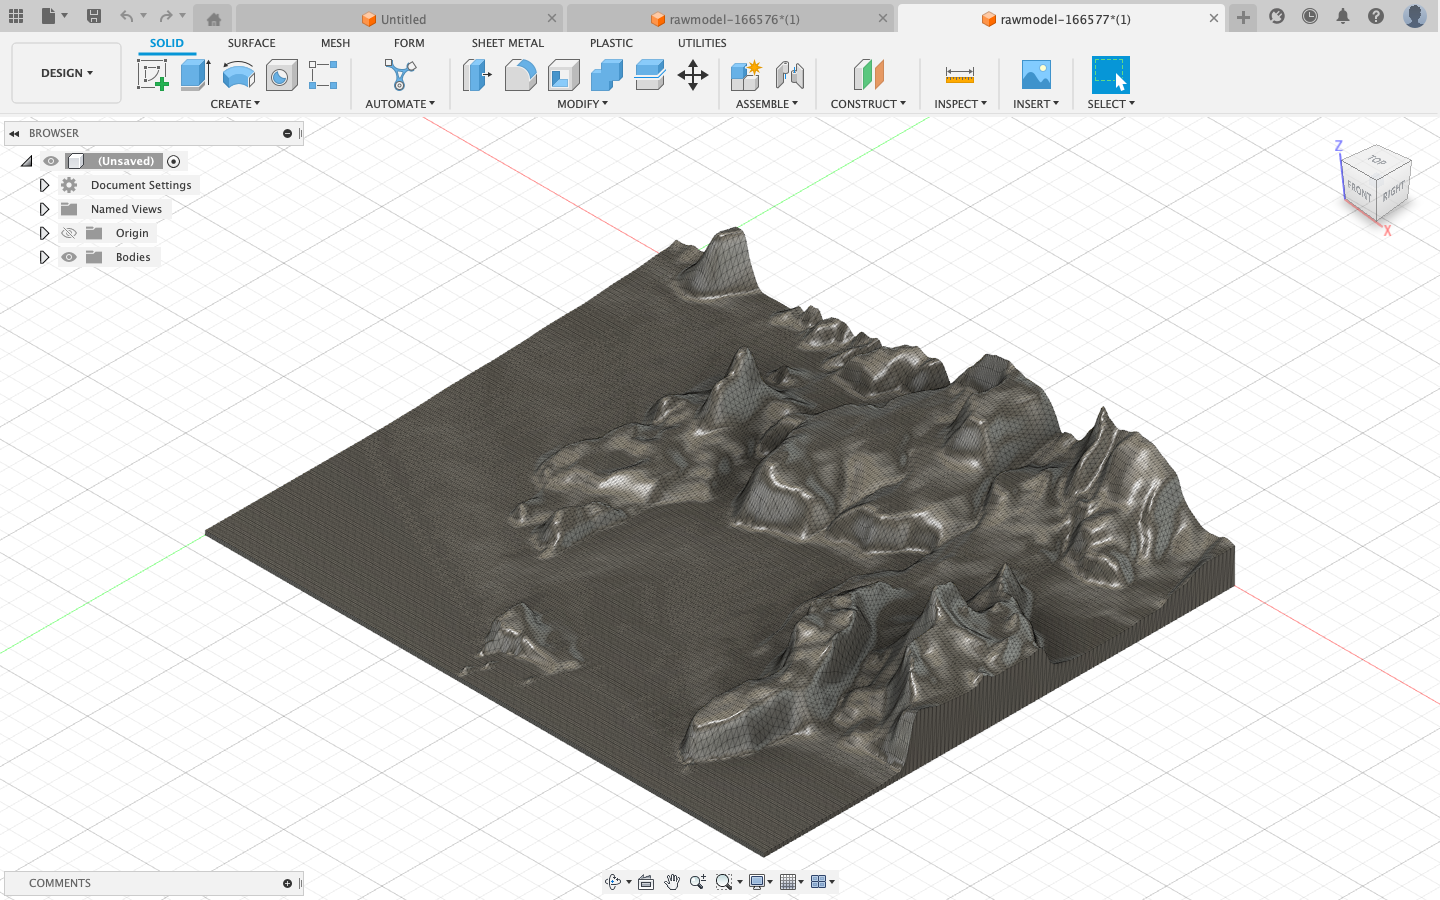 Untitled
rawmodel-166576*(1)
rawmodel-166577*(1)
DESIGN
SOLID
SURFACE
MESH
FORM
SHEET METAL
PLASTIC
UTILITIES
CREATE
AUTOMATE
MODIFY
ASSEMBLE
CONSTRUCT
INSPECT
INSERT
SELECT
BROWSER
(Unsaved)
Document Settings
Named Views
Origin
Bodies
Z
TOP
FRONT
RIGHT
X
COMMENTS